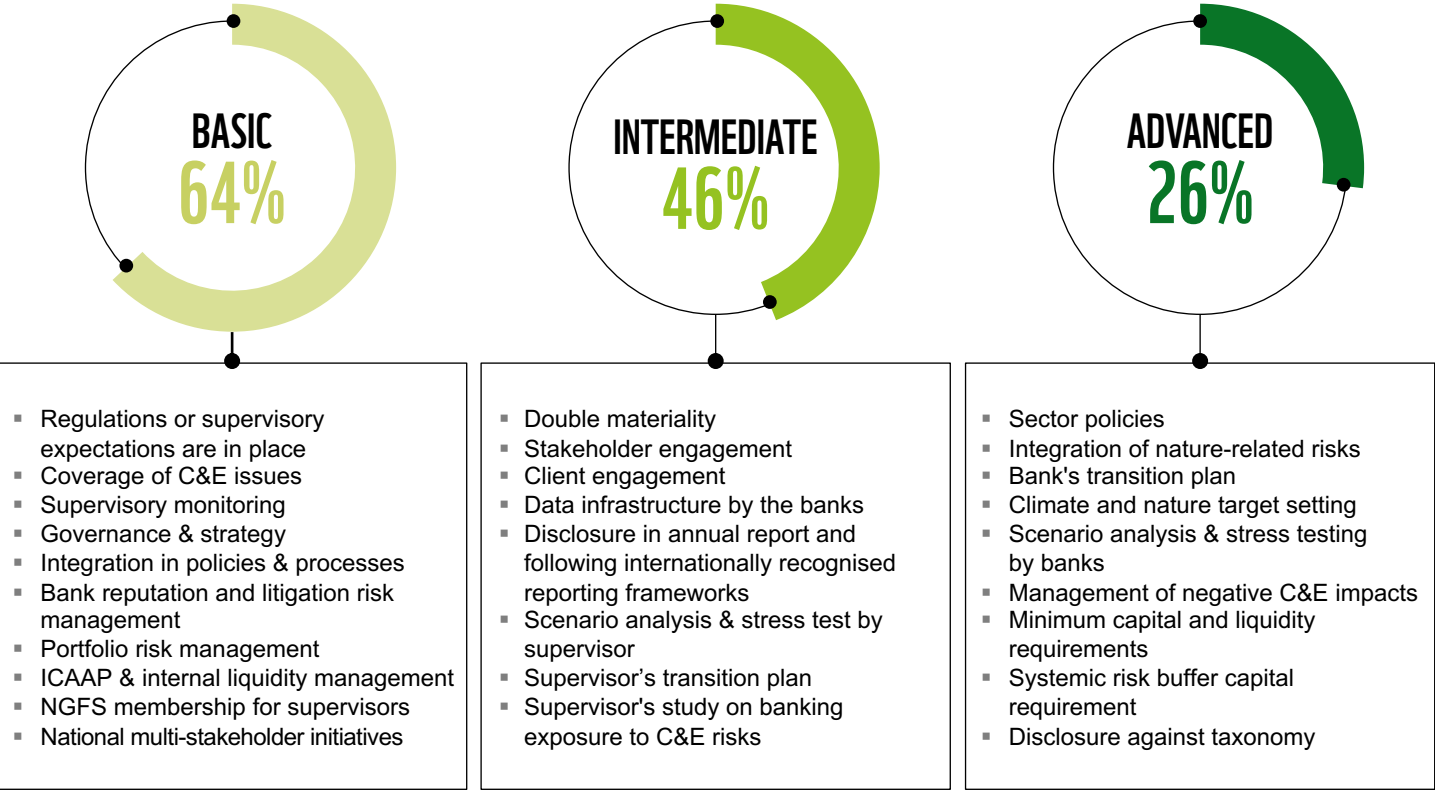 BASIC
64%
▪ Regulations or supervisory
expectations are in place
▪ Coverage of C&E issues
▪ Supervisory monitoring
▪ Governance & strategy
▪ Integration in policies & processes
▪ Bank reputation and litigation risk
management
▪ Portfolio risk management
▪ ICAAP & internal liquidity management
▪ NGFS membership for supervisors
▪ National multi-stakeholder initiatives
INTERMEDIATE
46%
▪ Double materiality
▪ Stakeholder engagement
▪ Client engagement
▪ Data infrastructure by the banks
▪ Disclosure in annual report and
following internationally recognised
reporting frameworks
▪ Scenario analysis & stress test by
supervisor
▪ Supervisor’s transition plan
▪ Supervisor's study on banking
exposure to C&E risks
ADVANCED
26%
▪ Sector policies
▪ Integration of nature-related risks
▪ Bank's transition plan
▪ Climate and nature target setting
▪ Scenario analysis & stress testing
by banks
▪ Management of negative C&E impacts
▪ Minimum capital and liquidity
requirements
▪ Systemic risk buffer capital
requirement
▪ Disclosure against taxonomy